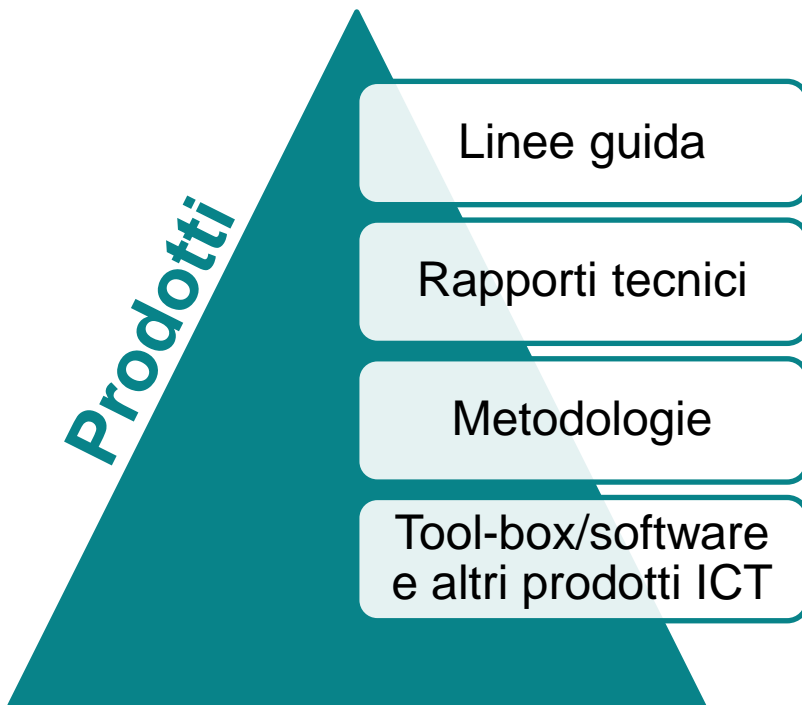 Prodotti
Linee guida
Rapporti tecnici
Metodologie
Tool-box/software
e altri prodotti ICT